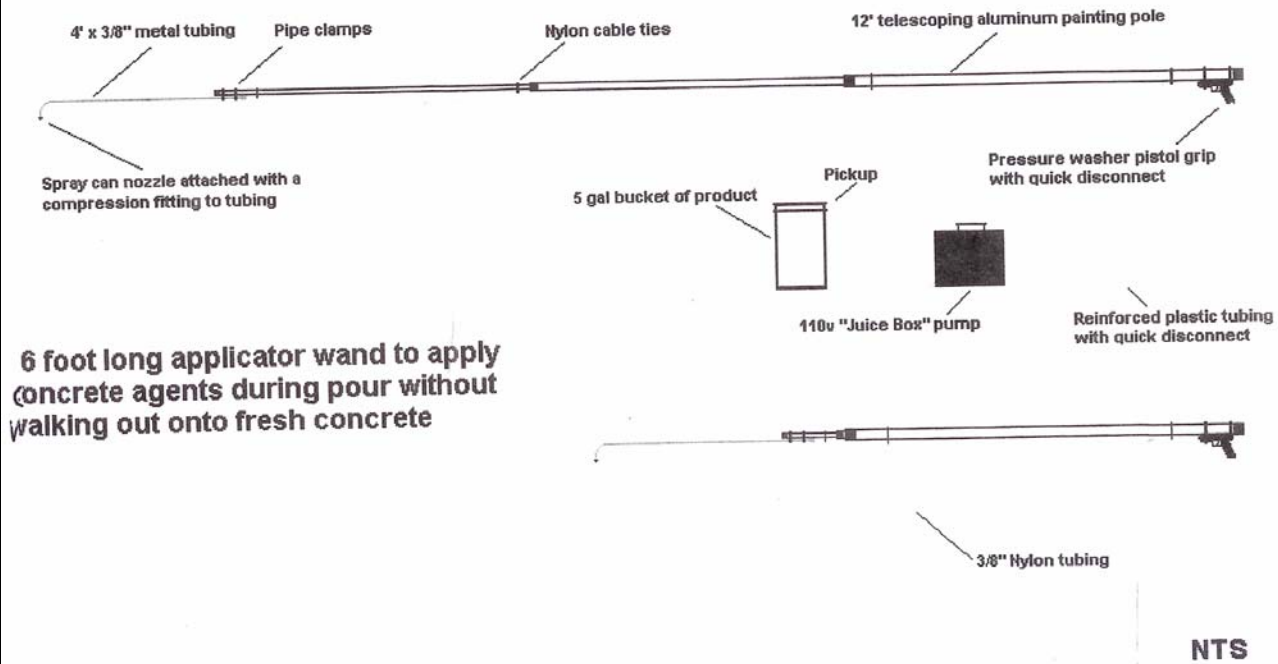 4' x 3/8" metal tubing
Pipe clamps
Nylon cable ties
12' telescoping aluminum painting pole
Spray can nozzle attached with a
compression fitting to tubing
Pressure washer pistol grip
with quick disconnect
5 gal bucket of product
Pickup
110v "Juice Box" pump
Reinforced plastic tubing
with quick disconnect
6 foot long applicator wand to apply
concrete agents during pour without
walking out onto fresh concrete
3/8" Nylon tubing
NTS